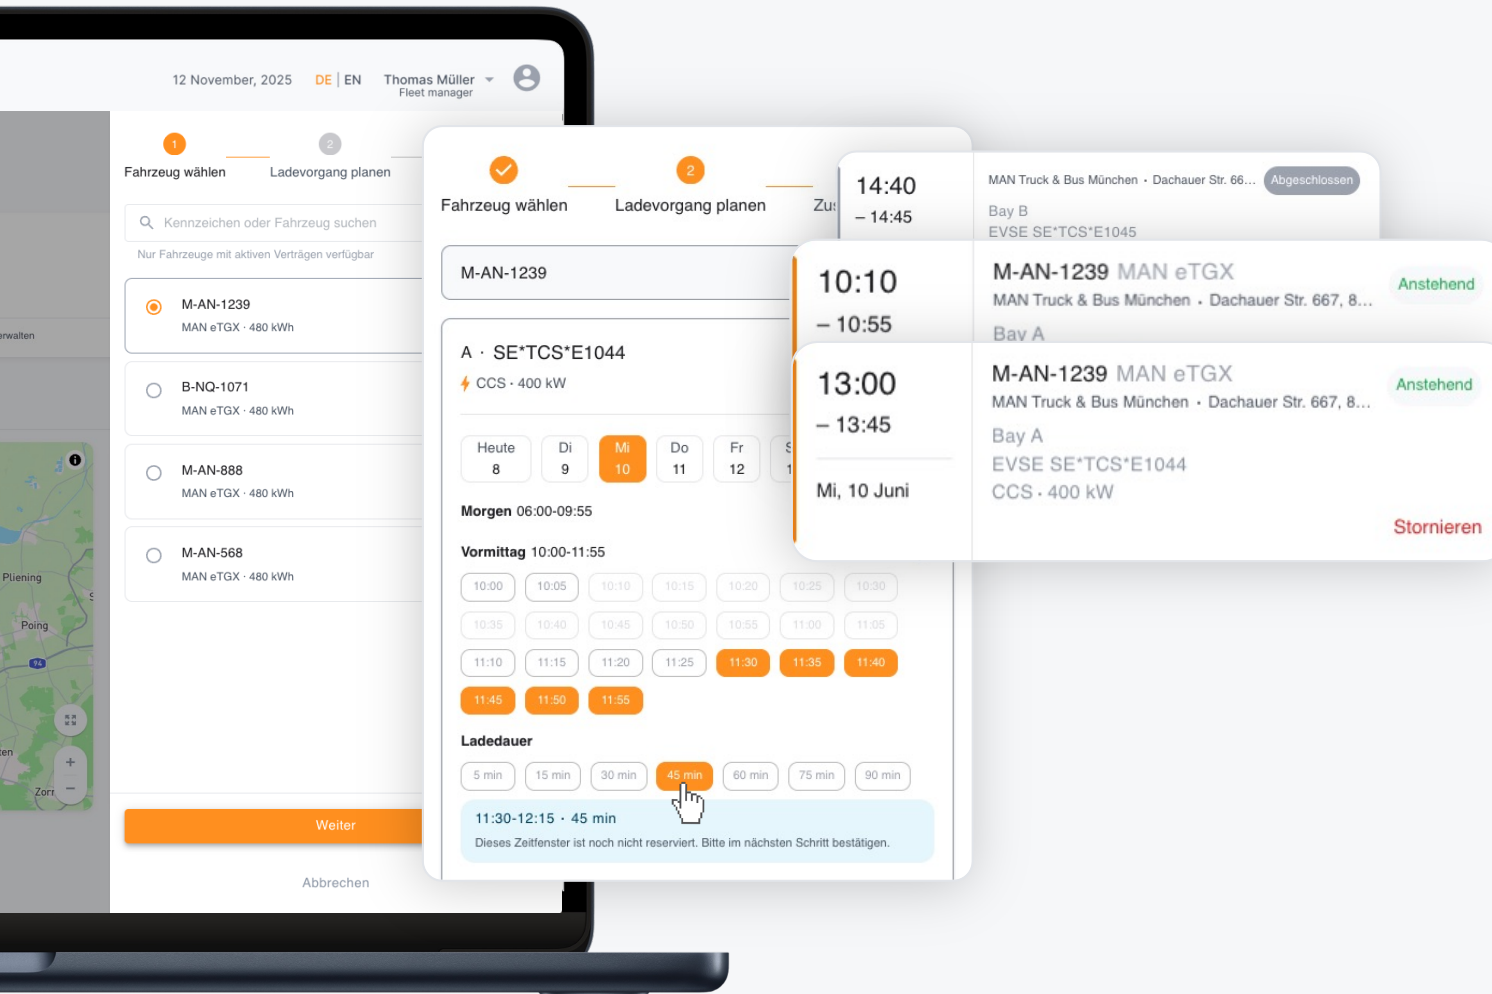 12 November, 2025
DE | EN
Thomas Müller
Fleet manager
1
2
Fahrzeug wählen
Ladevorgang planen
Kennzeichen oder Fahrzeug suchen
Nur Fahrzeuge mit aktiven Verträgen verfügbar
M-AN-1239
MAN eTGX · 480 kWh
B-NQ-1071
MAN eTGX · 480 kWh
M-AN-888
MAN eTGX · 480 kWh
M-AN-568
MAN eTGX · 480 kWh
Weiter
Abbrechen
Pliening
Poing
94
2
Fahrzeug wählen
Ladevorgang planen
M-AN-1239
A · SE*TCS*E1044
CCS · 400 kW
Heute Di Mi Do Fr
8 9 10 11 12
Morgen 06:00-09:55
Vormittag 10:00-11:55
10:00 10:05 10:10 10:15 10:20 10:25 10:30
10:35 10:40 10:45 10:50 10:55 11:00 11:05
11:10 11:15 11:20 11:25 11:30 11:35 11:40
11:45 11:50 11:55
Ladedauer
5 min 15 min 30 min 45 min 60 min 75 min 90 min
11:30-12:15 · 45 min
Dieses Zeitfenster ist noch nicht reserviert. Bitte im nächsten Schritt bestätigen.
14:40
– 14:45
MAN Truck & Bus München · Dachauer Str. 66...
Abgeschlossen
Bay B
EVSE SE*TCS*E1045
10:10
– 10:55
M-AN-1239 MAN eTGX
MAN Truck & Bus München · Dachauer Str. 667, 8...
Bay A
Anstehend
13:00
– 13:45
Mi, 10 Juni
M-AN-1239 MAN eTGX
MAN Truck & Bus München · Dachauer Str. 667, 8...
Anstehend
Bay A
EVSE SE*TCS*E1044
CCS · 400 kW
Stornieren